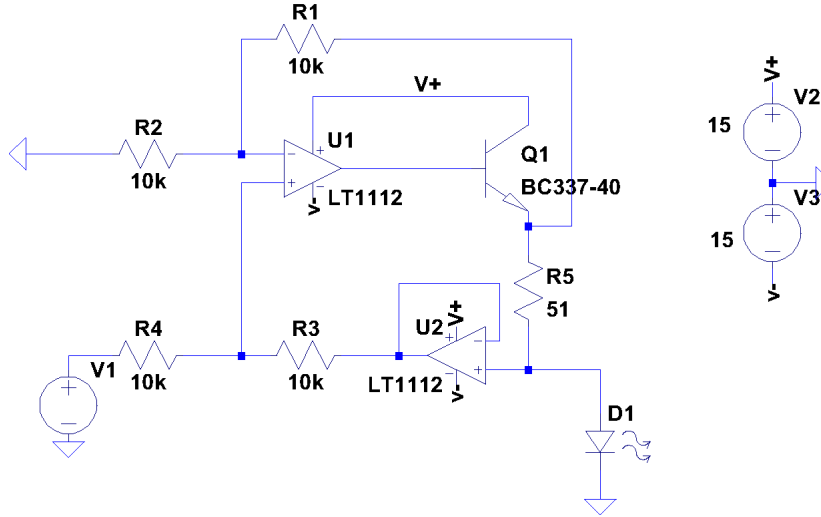 R1
10k
V+
V+
V2
15
R2
10k
U1
LT1112
v-
Q1
BC337-40
V3
15
v-
R5
51
R4
10k
R3
10k
U2
V+
LT1112
v-
V1
D1